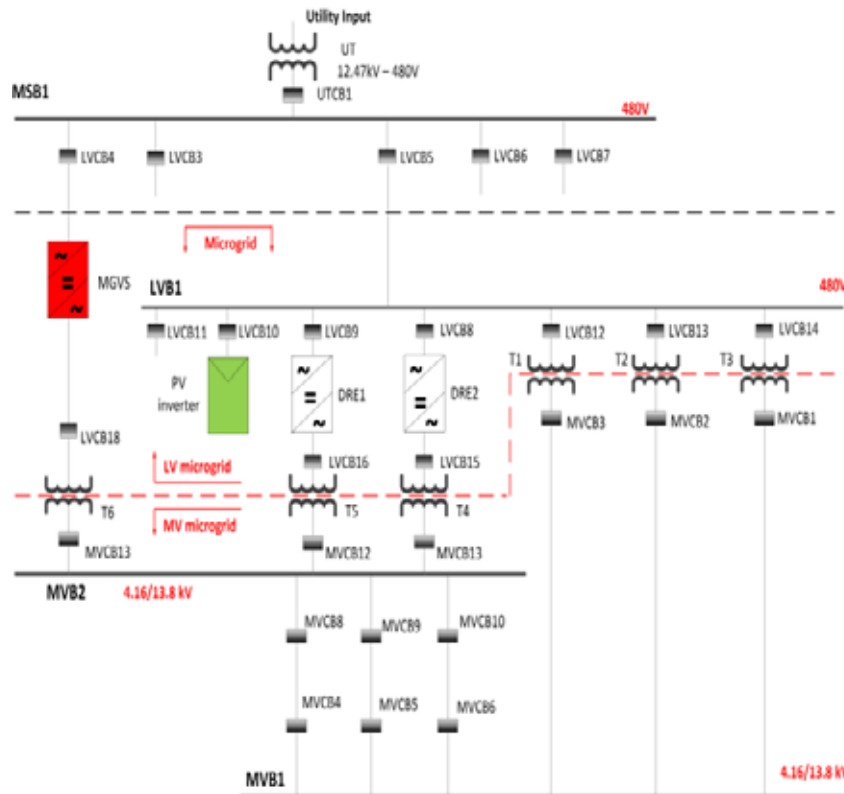 Utility Input
UT
12.47kV – 480V
UTCB1
MSB1
480V
LVCB4
LVCB3
LVCB5
LVCB6
LVCB7
Microgrid
MGVS
LVB1
480V
LVCB11
LVCB10
LVCB9
LVCB8
LVCB12
LVCB13
LVCB14
T1
T2
T3
PV
inverter
DRE1
DRE2
MVCB3
MVCB2
MVCB1
LVCB18
LVCB16
LVCB15
LV microgrid
T6
T5
T4
MV microgrid
MVCB13
MVCB12
MVCB13
MVB2
4.16/13.8 kV
MVCB8
MVCB9
MVCB10
MVCB4
MVCB5
MVCB6
MVB1
4.16/13.8 kV